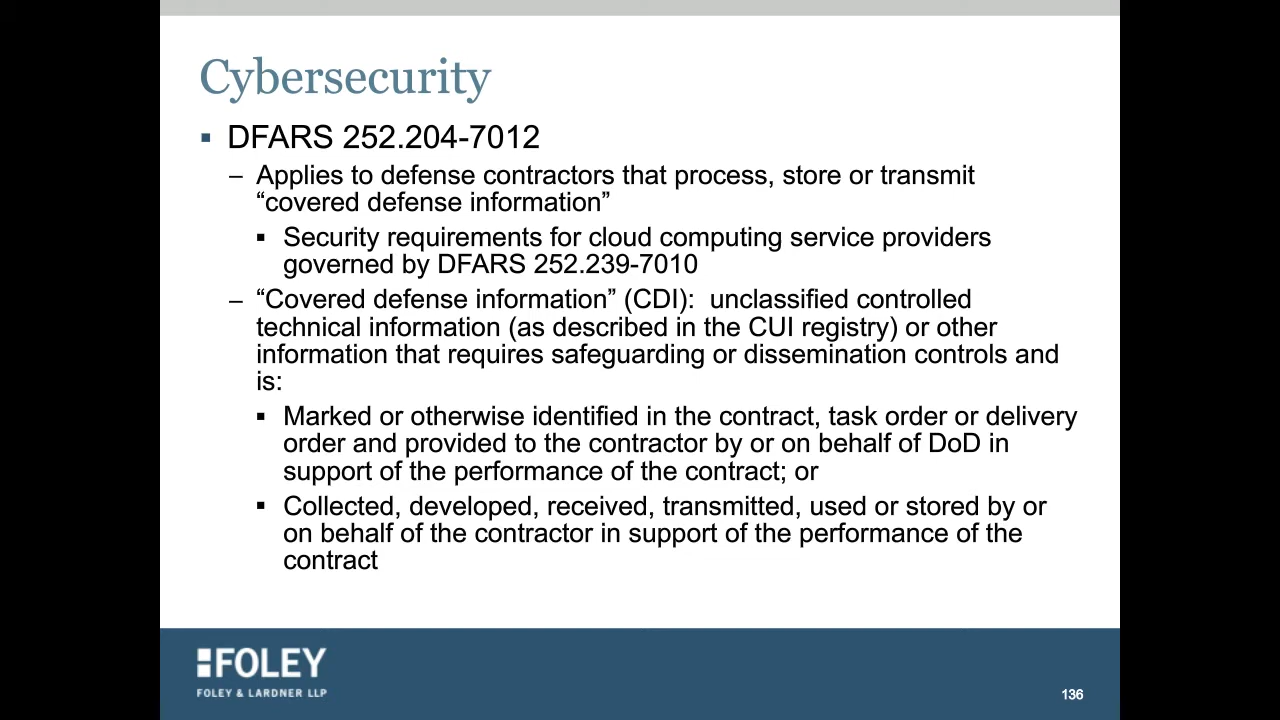 Cybersecurity
▪ DFARS 252.204-7012
– Applies to defense contractors that process, store or transmit
“covered defense information”
▪ Security requirements for cloud computing service providers
governed by DFARS 252.239-7010
– “Covered defense information” (CDI):  unclassified controlled
technical information (as described in the CUI registry) or other
information that requires safeguarding or dissemination controls and
is:
▪ Marked or otherwise identified in the contract, task order or delivery
order and provided to the contractor by or on behalf of DoD in
support of the performance of the contract; or
▪ Collected, developed, received, transmitted, used or stored by or
on behalf of the contractor in support of the performance of the
contract
FOLEY
FOLEY & LARDNER LLP
136